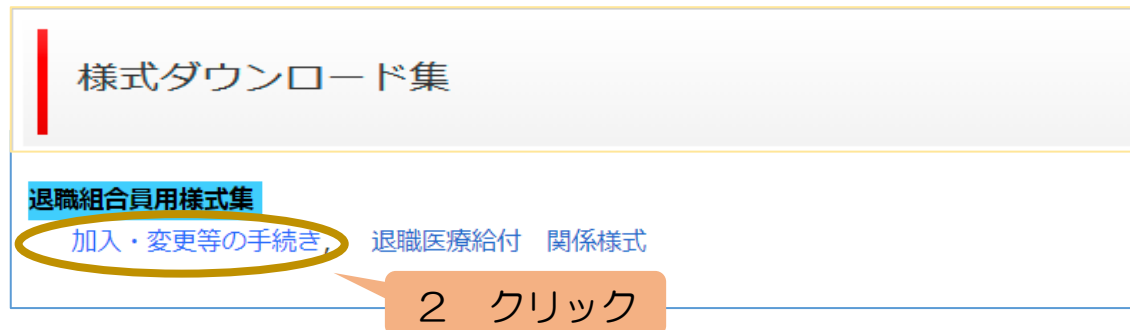 様式ダウンロード集
退職組合員用様式集
加入・変更等の手続き, 退職医療給付 関係様式
２ クリック